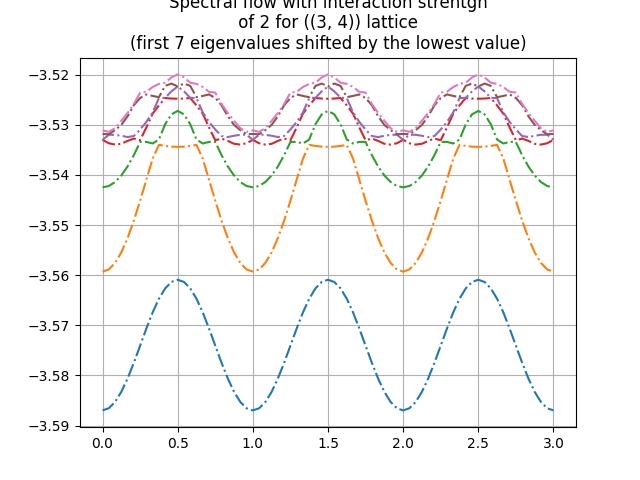 Spectral flow with interaction strentgh
of 2 for ((3, 4)) lattice
(first 7 eigenvalues shifted by the lowest value)
−3.52
−3.53
−3.54
−3.55
−3.56
−3.57
−3.58
−3.59
0.0 0.5 1.0 1.5 2.0 2.5 3.0